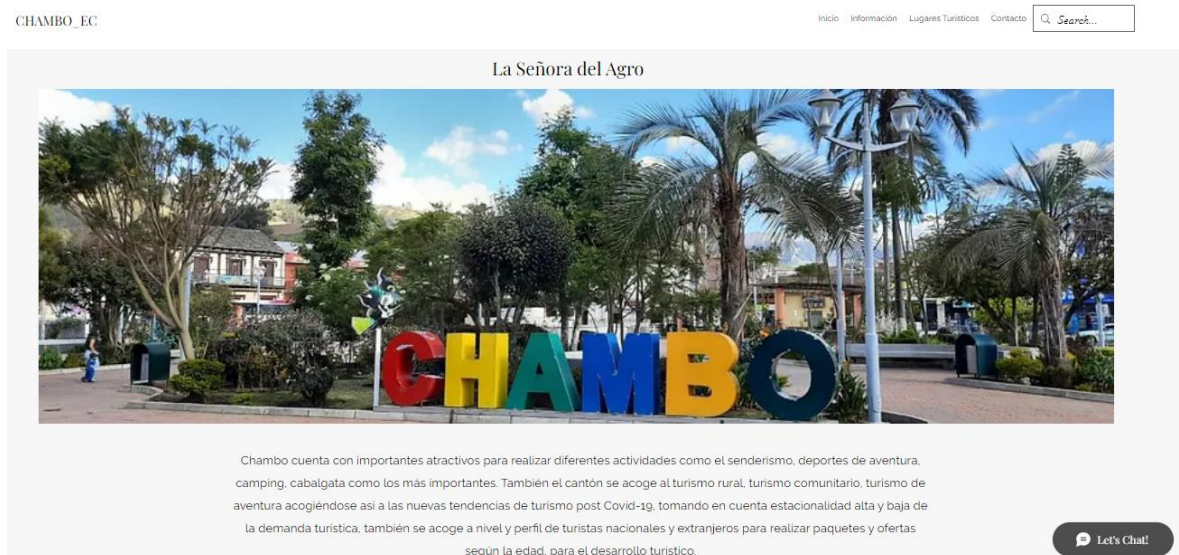 CHAMBO_EC
Inicio Información Lugares Turísticos Contacto Search...
La Señora del Agro
CHAMBO
Chambo cuenta con importantes atractivos para realizar diferentes actividades como el senderismo, deportes de aventura,
camping, cabalgata como los más importantes. También el cantón se acoge al turismo rural, turismo comunitario, turismo de
aventura acogiéndose así a las nuevas tendencias de turismo post Covid-19, tomando en cuenta estacionalidad alta y baja de
la demanda turística, también se acoge a nivel y perfil de turistas nacionales y extranjeros para realizar paquetes y ofertas
según la edad, para el desarrollo turístico.
Let's Chat!